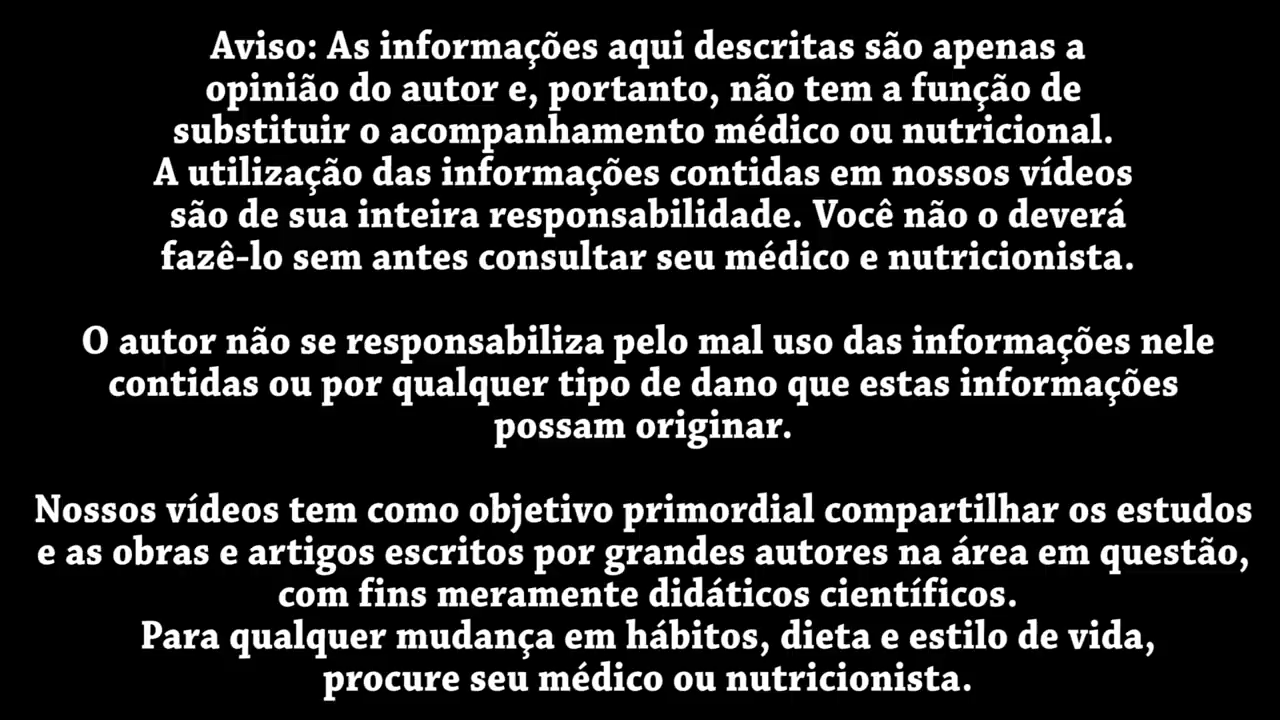 Aviso: As informações aqui descritas são apenas a
opinião do autor e, portanto, não tem a função de
substituir o acompanhamento médico ou nutricional.
A utilização das informações contidas em nossos vídeos
são de sua inteira responsabilidade. Você não o deverá
fazê-lo sem antes consultar seu médico e nutricionista.
O autor não se responsabiliza pelo mal uso das informações nele
contidas ou por qualquer tipo de dano que estas informações
possam originar.
Nossos vídeos tem como objetivo primordial compartilhar os estudos
e as obras e artigos escritos por grandes autores na área em questão,
com fins meramente didáticos científicos.
Para qualquer mudança em hábitos, dieta e estilo de vida,
procure seu médico ou nutricionista.